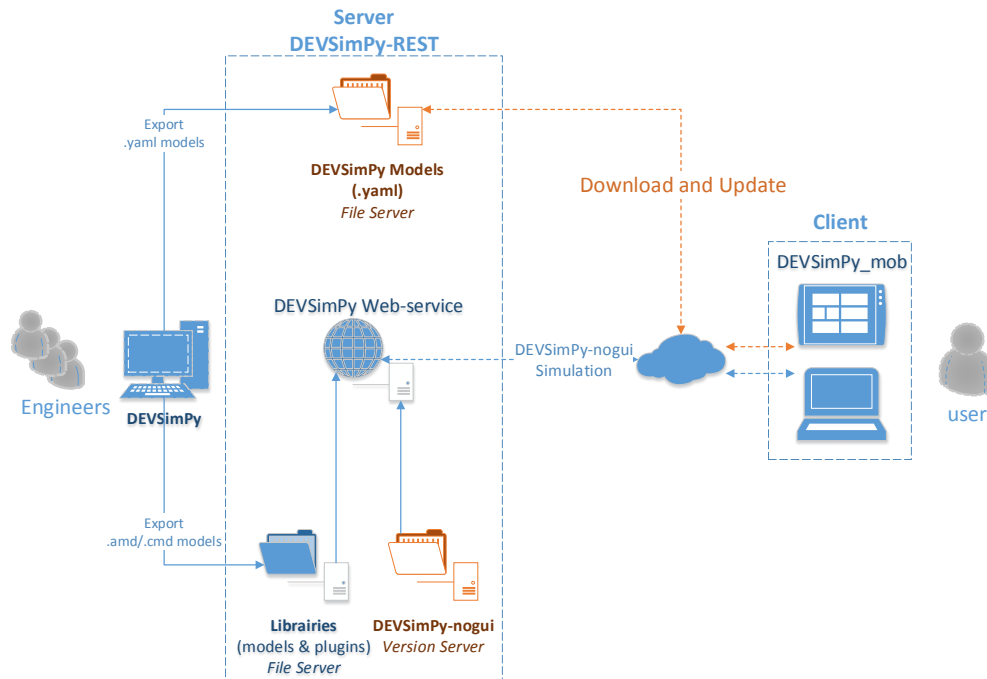 Server
DEVSimPy-REST
Export
.yaml models
DEVSimPy Models
(.yaml)
File Server
Download and Update
Client
DEVSimPy_mob
DEVSimPy Web-service
DEVSimPy-nogui
Simulation
Engineers
DEVSimPy
user
Export
.amd/.cmd models
Librairies
(models & plugins)
File Server
DEVSimPy-nogui
Version Server